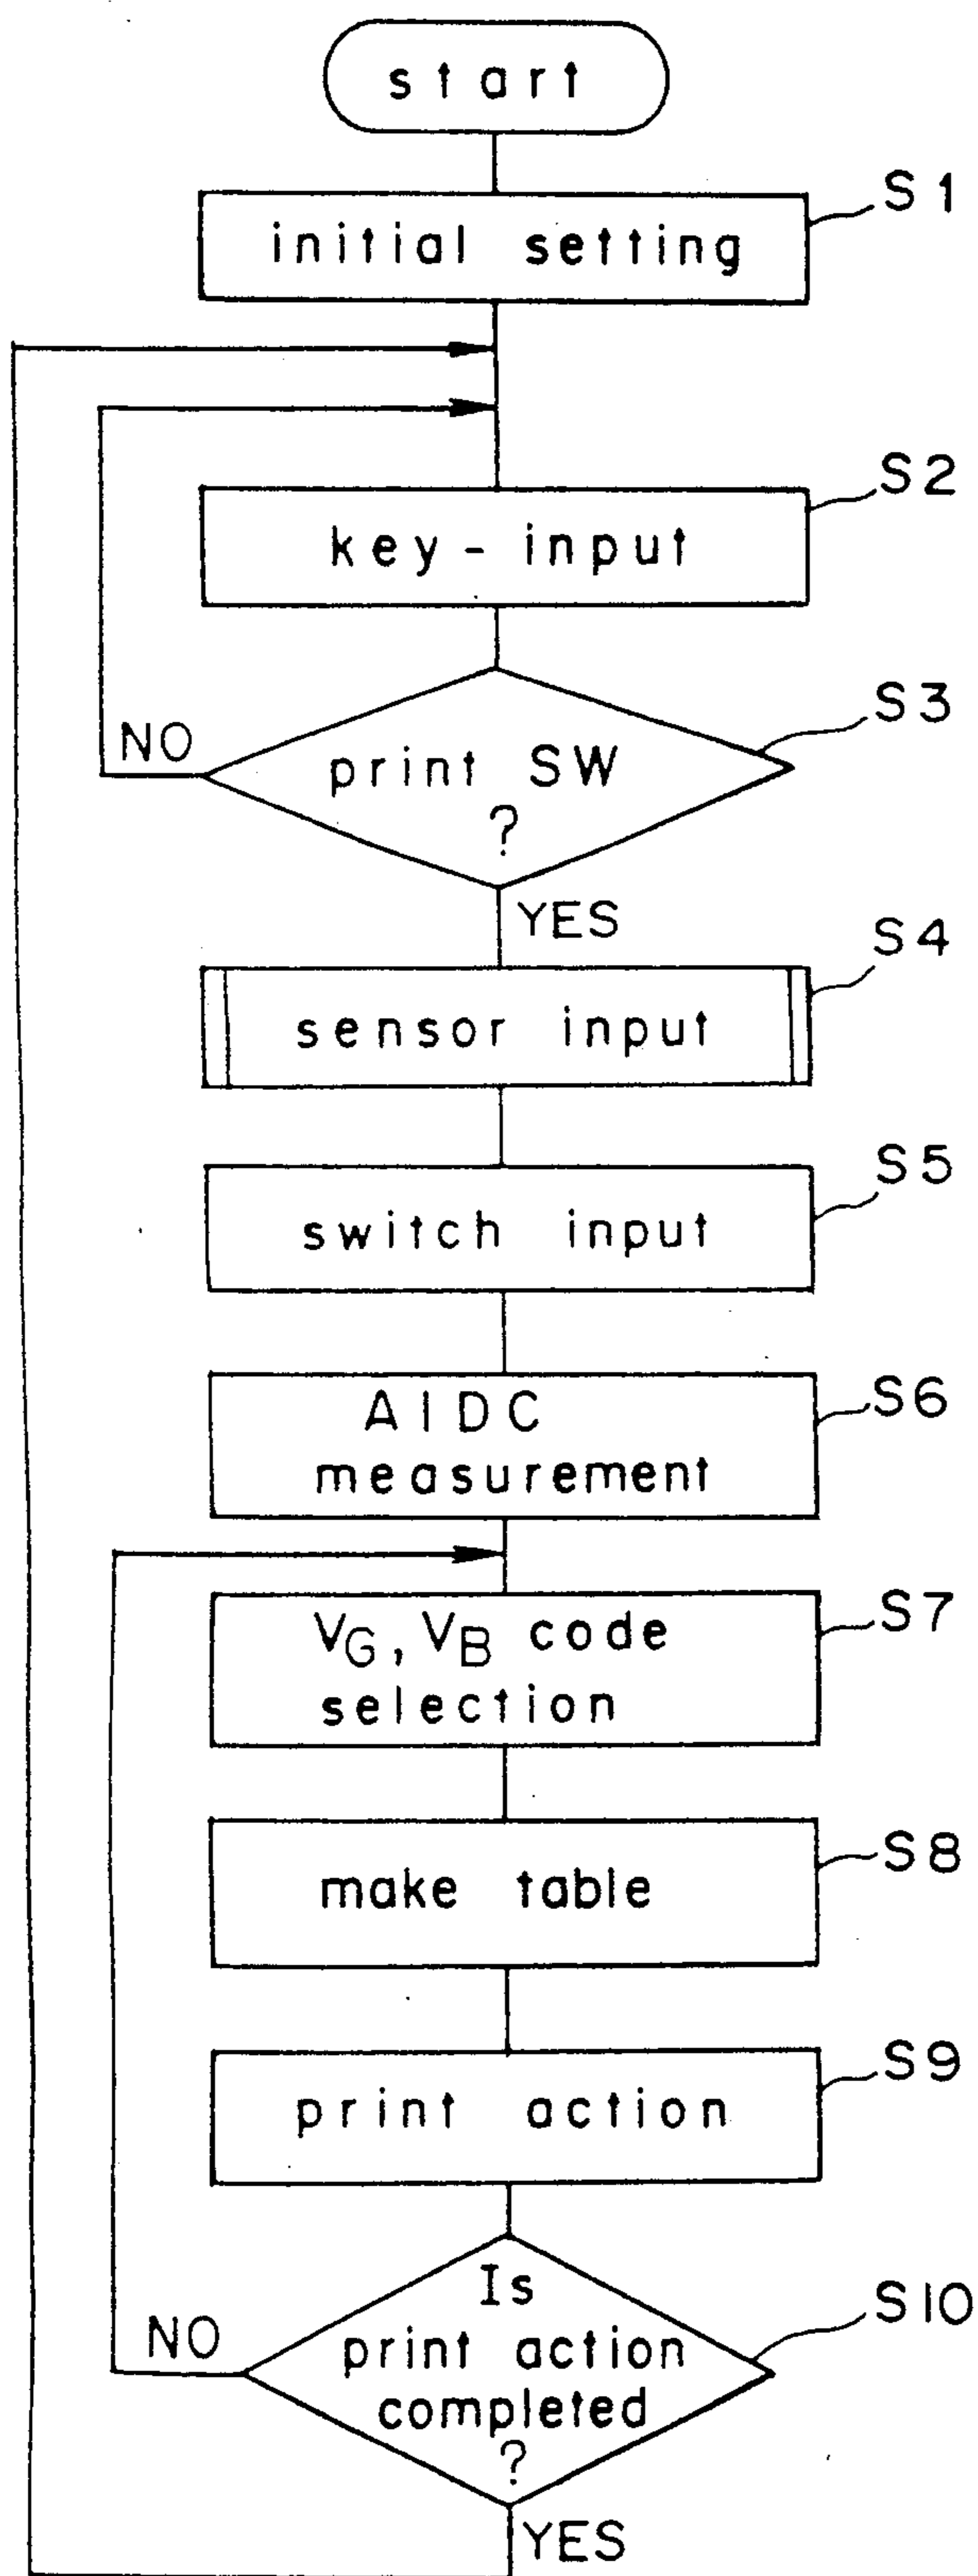 start
S1
initial setting
S2
key-input
S3
NO
print SW
?
YES
S4
sensor input
S5
switch input
S6
AIDC
measurement
S7
VG, VB code
selection
S8
make table
S9
print action
S10
Is
NO
print action
completed
?
YES